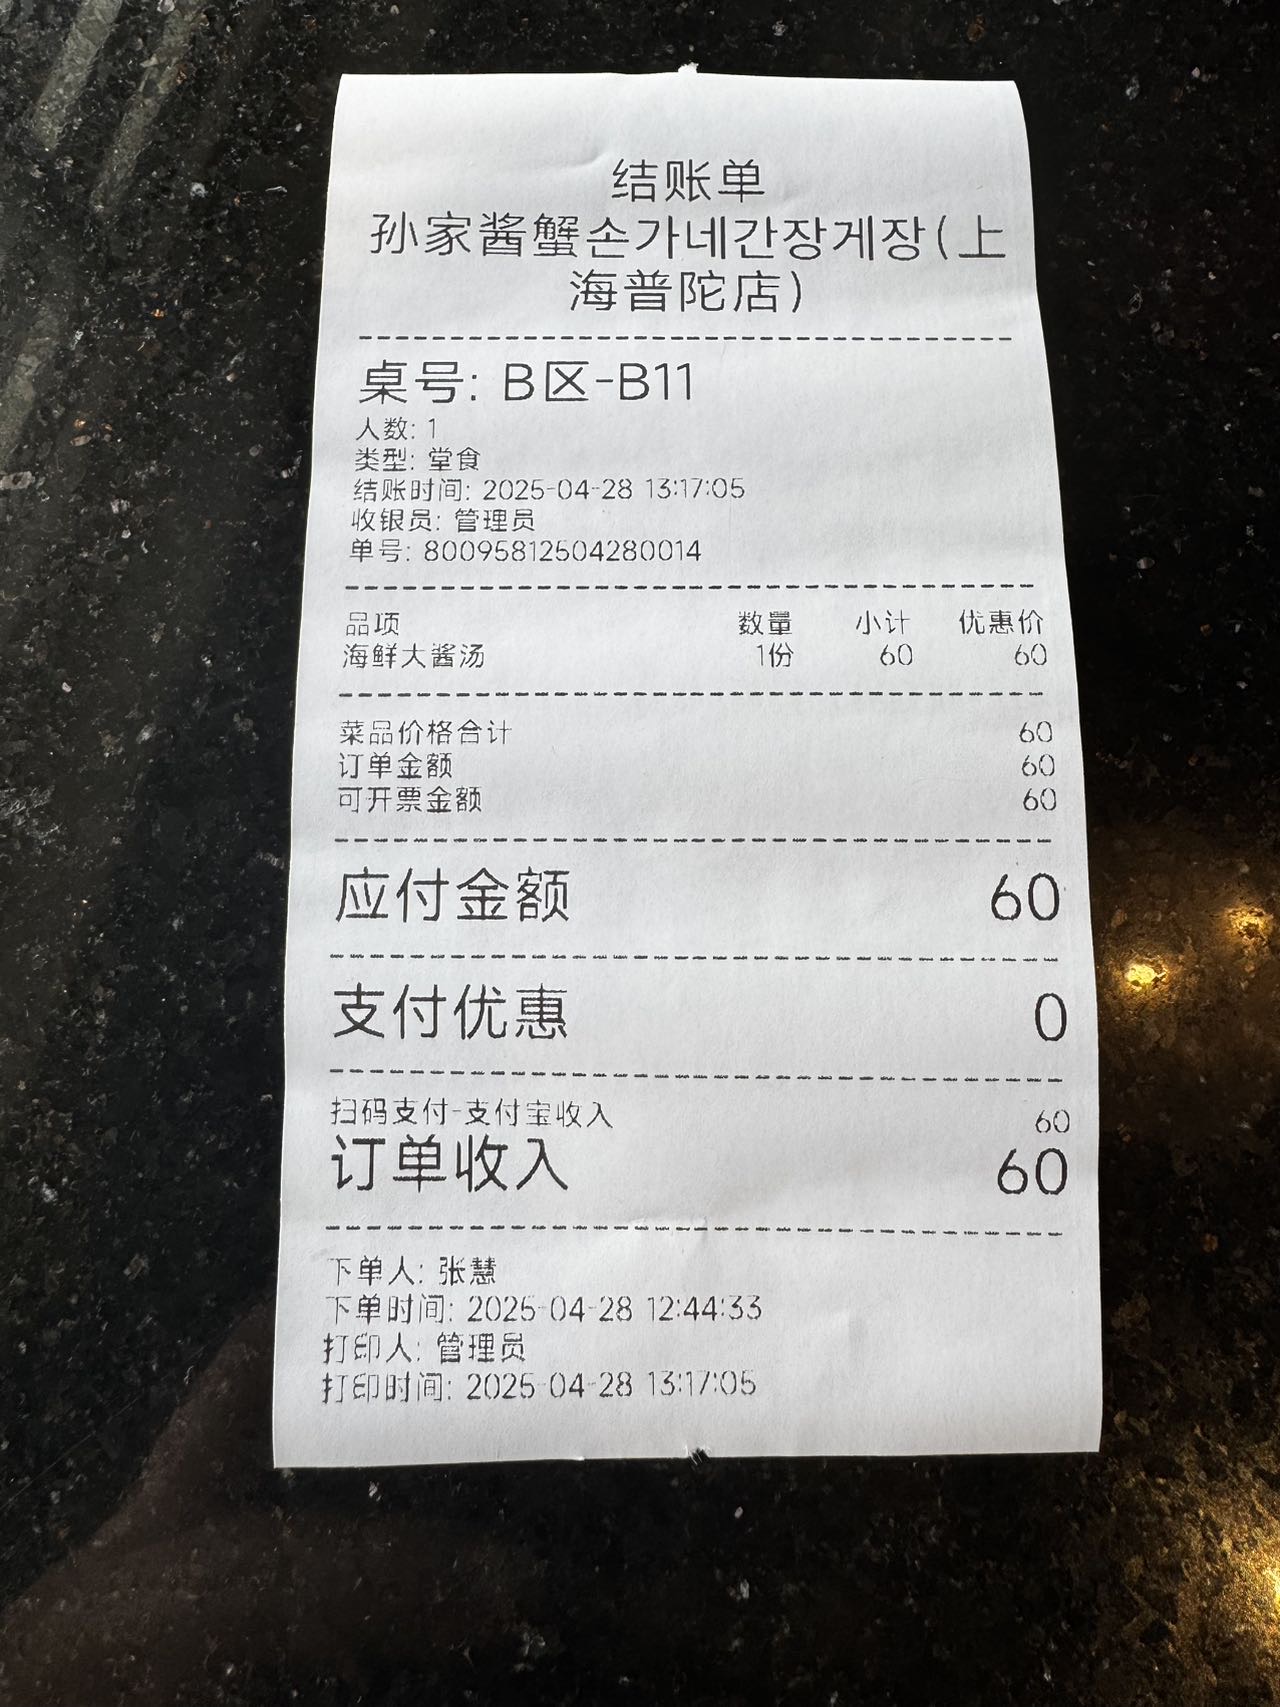 结账单
孙家酱蟹손가네간장게장(上
海普陀店)
桌号: B区-B11
人数: 1
类型: 堂食
结账时间: 2025-04-28 13:17:05
收银员: 管理员
单号: 80095812504280014
品项 数量 小计 优惠价
海鲜大酱汤 1份 60 60
菜品价格合计 60
订单金额 60
可开票金额 60
应付金额 60
支付优惠 0
扫码支付-支付宝收入 60
订单收入 60
下单人: 张慧
下单时间: 2025-04-28 12:44:33
打印人: 管理员
打印时间: 2025-04-28 13:17:05